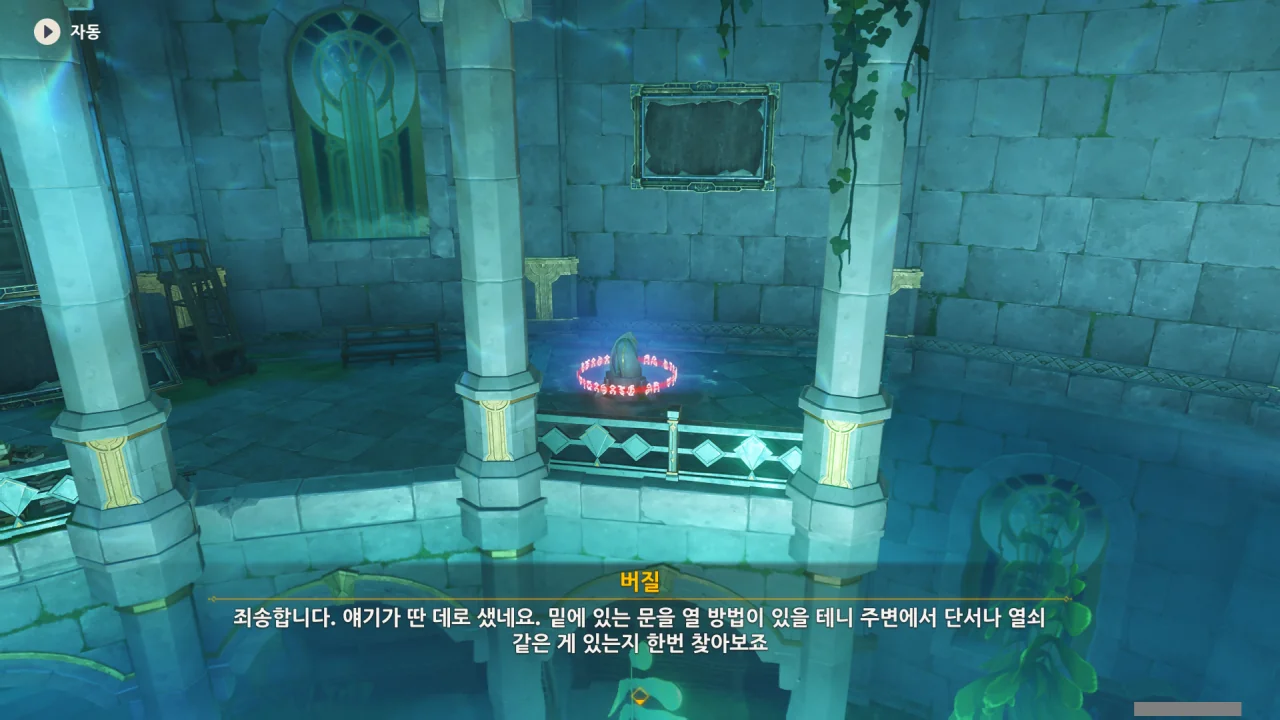 자동
버질
죄송합니다. 얘기가 딴 데로 샜네요. 밑에 있는 문을 열 방법이 있을 테니 주변에서 단서나 열쇠
같은 게 있는지 한번 찾아보죠